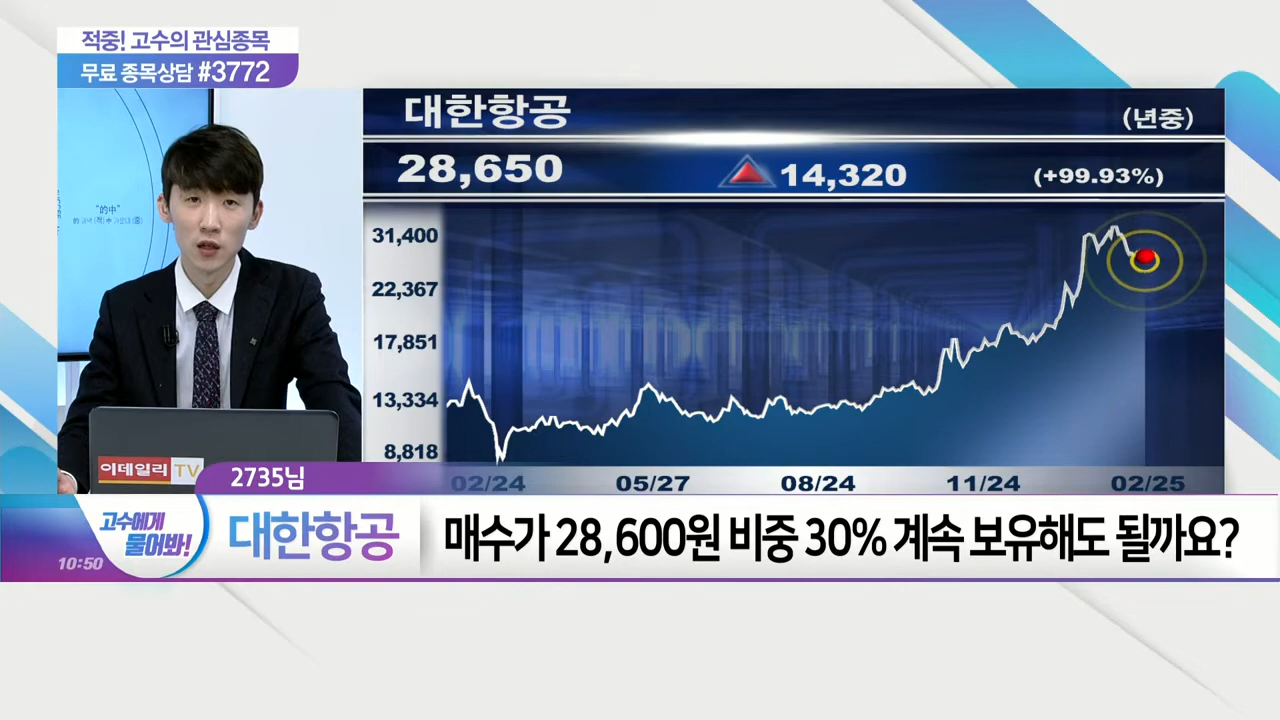 적중! 고수의 관심종목
무료 종목상담 #3772
"的中"
대한항공
(년중)
28,650
14,320
(+99.93%)
31,400
22,367
17,851
13,334
8,818
02/24
05/27
08/24
11/24
02/25
이데일리 TV
2735님
고수에게
물어봐!
10:50
대한항공
매수가 28,600원 비중 30% 계속 보유해도 될까요?